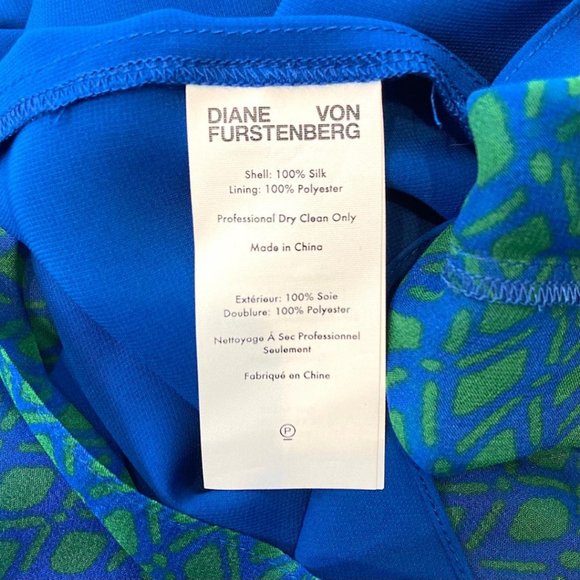 DIANE VON
FURSTENBERG
Shell: 100% Silk
Lining: 100% Polyester
Professional Dry Clean Only
Made in China
Extérieur: 100% Soie
Doublure: 100% Polyester
Nettoyage À Sec Professionnel
Seulement
Fabriqué en Chine
P